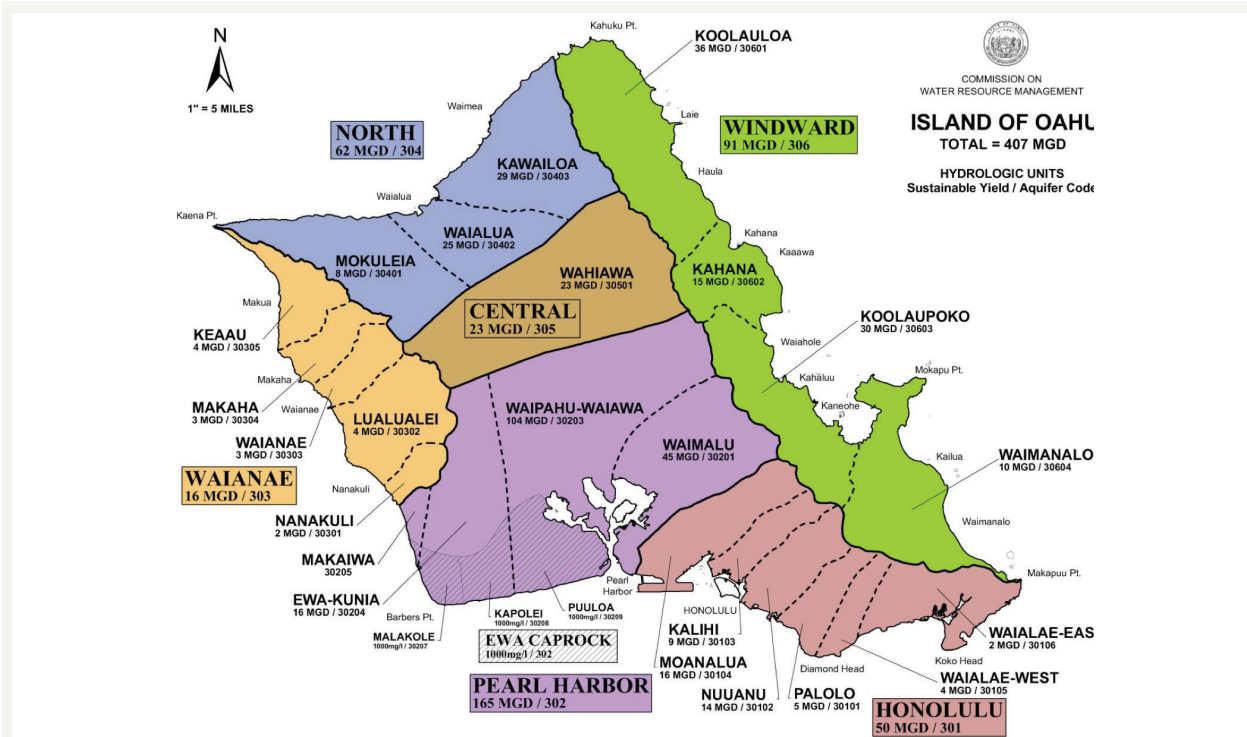 N
1" = 5 MILES
COMMISSION ON
WATER RESOURCE MANAGEMENT
ISLAND OF OAHU
TOTAL = 407 MGD
HYDROLOGIC UNITS
Sustainable Yield / Aquifer Code
Kahuku Pt.
KOOLAULOA
36 MGD / 30601
Waimea
Laie
NORTH
62 MGD / 304
WINDWARD
91 MGD / 306
KAWAILOA
29 MGD / 30403
Haula
Waialua
Kaena Pt.
WAIALUA
25 MGD / 30402
Kahana
Kaaawa
MOKULEIA
8 MGD / 30401
WAHIAWA
23 MGD / 30501
KAHANA
15 MGD / 30602
Makua
CENTRAL
23 MGD / 305
KOOLAUPOKO
30 MGD / 30603
KEAAU
4 MGD / 30305
Waiahole
Mokapu Pt.
Makaha
Kahaluu
Kaneohe
MAKAHA
3 MGD / 30304
Waianae
LUALUALEI
4 MGD / 30302
WAIPAHU-WAIAWA
104 MGD / 30203
WAIANAE
3 MGD / 30303
WAIMALU
45 MGD / 30201
Kailua
WAIMANALO
10 MGD / 30604
WAIANAE
16 MGD / 303
Nanakuli
NANAKULI
2 MGD / 30301
Waimanalo
MAKAIWA
30205
Makapuu Pt.
EWA-KUNIA
16 MGD / 30204
Pearl
Harbor
Barbers Pt.
KAPOLEI
1000mg/l / 30208
PUULOA
1000mg/l / 30209
HONOLULU
MALAKOLE
1000mg/l / 30207
EWA CAPROCK
1000mg/l / 302
KALIHI
9 MGD / 30103
WAIALAE-EAS
2 MGD / 30106
MOANALUA
16 MGD / 30104
Diamond Head
Koko Head
WAIALAE-WEST
4 MGD / 30105
PEARL HARBOR
165 MGD / 302
NUUANU
14 MGD / 30102
PALOLO
5 MGD / 30101
HONOLULU
50 MGD / 301